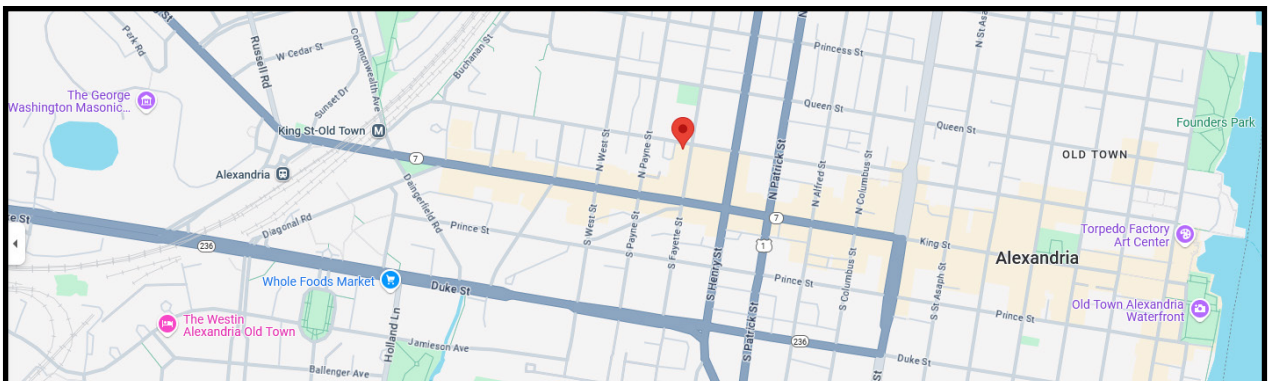 St
Park Rd
Russell Rd
W Cedar St
Commonwealth Ave
Buchanan St
N
N
N St Asa
Princess St
The George
Washington Masonic...
Sunset Dr
King St-Old Town
M
7
N West St
N Payne St
Queen St
Queen St
Founders Park
OLD TOWN
Alexandria
Daingerfield Rd
N Patrick St
N Alfred St
N Columbus St
ke St
Diagonal Rd
236
Prince St
S West St
S Payne St
S Fayette St
7
1
King St
Torpedo Factory
Art Center
Alexandria
Whole Foods Market
Duke St
S Henry St
Prince St
S Columbus St
S St Asaph St
Old Town Alexandria
Waterfront
The Westin
Alexandria Old Town
Holland Ln
Jamieson Ave
S Patrick St
236
Prince St
Duke St
Ballenger Ave
St